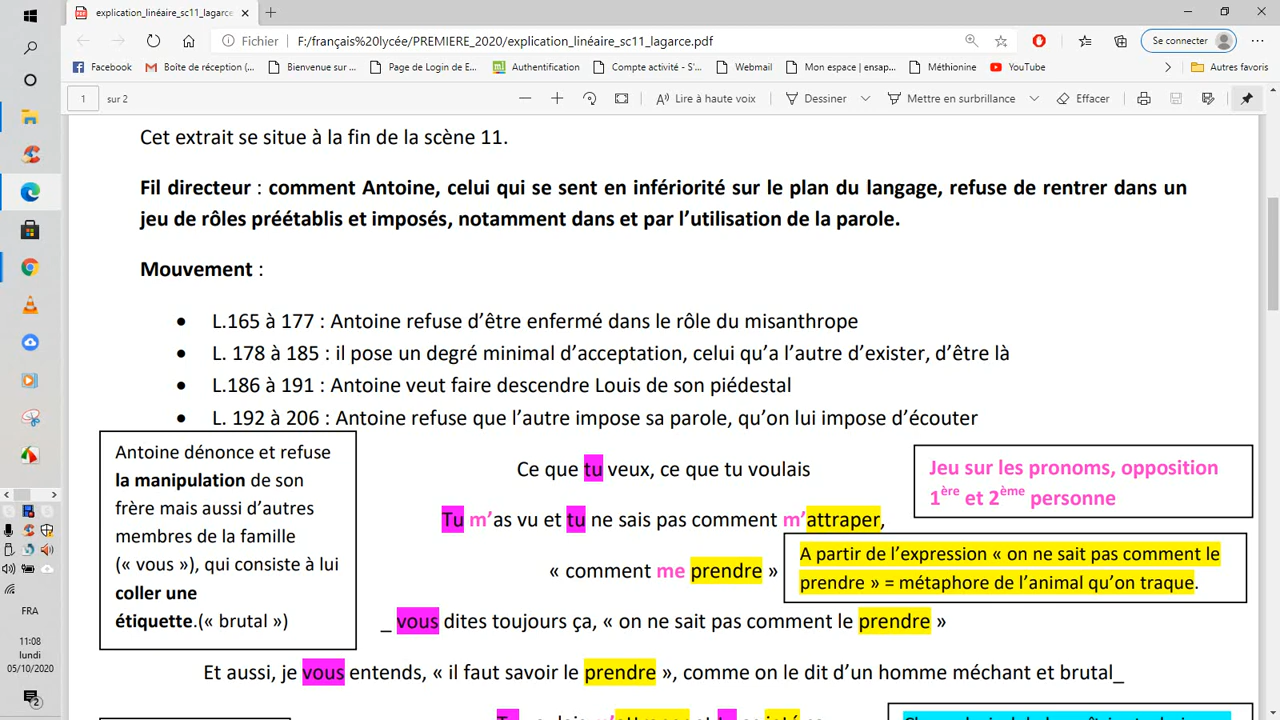 explication_linéaire_sc11_lagarce.p
Fichier
F:/français%20lycée/PREMIERE_2020/explication_linéaire_sc11_lagarce.pdf
Se connecter
Facebook
Boîte de réception (...
Bienvenue sur ...
Page de Login de E...
Authentification
Compte activité - S'...
Webmail
Mon espace | ensap...
Méthionine
YouTube
Autres favoris
1
sur 2
Lire à haute voix
Dessiner
Mettre en surbrillance
Effacer
Cet extrait se situe à la fin de la scène 11.
Fil directeur : comment Antoine, celui qui se sent en infériorité sur le plan du langage, refuse de rentrer dans un
jeu de rôles préétablis et imposés, notamment dans et par l’utilisation de la parole.
Mouvement :
• L.165 à 177 : Antoine refuse d’être enfermé dans le rôle du misanthrope
• L. 178 à 185 : il pose un degré minimal d’acceptation, celui qu’a l’autre d’exister, d’être là
• L.186 à 191 : Antoine veut faire descendre Louis de son piédestal
• L. 192 à 206 : Antoine refuse que l’autre impose sa parole, qu’on lui impose d’écouter
Antoine dénonce et refuse
la manipulation de son
frère mais aussi d’autres
membres de la famille
(« vous »), qui consiste à lui
coller une
étiquette.(« brutal »)
Ce que tu veux, ce que tu voulais
Jeu sur les pronoms, opposition
1ère et 2ème personne
Tu m’as vu et tu ne sais pas comment m’attraper,
A partir de l’expression « on ne sait pas comment le
prendre » = métaphore de l’animal qu’on traque.
« comment me prendre »
_ vous dites toujours ça, « on ne sait pas comment le prendre »
Et aussi, je vous entends, « il faut savoir le prendre », comme on le dit d’un homme méchant et brutal_
FRA
11:08
lundi
05/10/2020
2